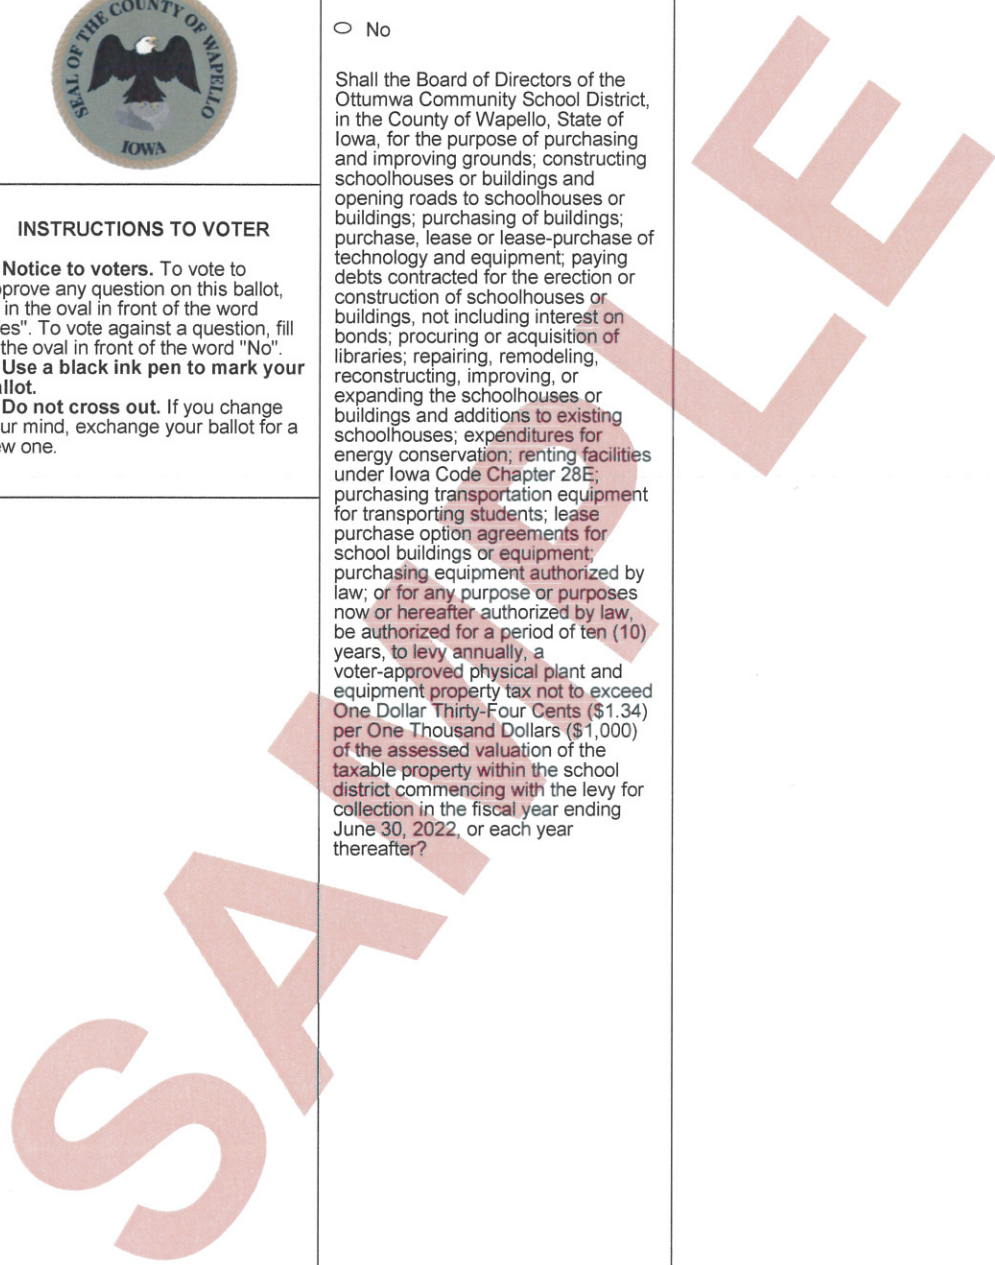 SEAL OF THE COUNTY OF WAPELLO
IOWA
INSTRUCTIONS TO VOTER
Notice to voters. To vote to
prove any question on this ballot,
in the oval in front of the word
es". To vote against a question, fill
the oval in front of the word "No".
Use a black ink pen to mark your
llot.
Do not cross out. If you change
ur mind, exchange your ballot for a
w one.
No
Shall the Board of Directors of the
Ottumwa Community School District,
in the County of Wapello, State of
Iowa, for the purpose of purchasing
and improving grounds; constructing
schoolhouses or buildings and
opening roads to schoolhouses or
buildings; purchasing of buildings;
purchase, lease or lease-purchase of
technology and equipment; paying
debts contracted for the erection or
construction of schoolhouses or
buildings, not including interest on
bonds; procuring or acquisition of
libraries; repairing, remodeling,
reconstructing, improving, or
expanding the schoolhouses or
buildings and additions to existing
schoolhouses; expenditures for
energy conservation; renting facilities
under Iowa Code Chapter 28E;
purchasing transportation equipment
for transporting students; lease
purchase option agreements for
school buildings or equipment;
purchasing equipment authorized by
law; or for any purpose or purposes
now or hereafter authorized by law,
be authorized for a period of ten (10)
years, to levy annually, a
voter-approved physical plant and
equipment property tax not to exceed
One Dollar Thirty-Four Cents ($1.34)
per One Thousand Dollars ($1,000)
of the assessed valuation of the
taxable property within the school
district commencing with the levy for
collection in the fiscal year ending
June 30, 2022, or each year
thereafter?
SAMPLE